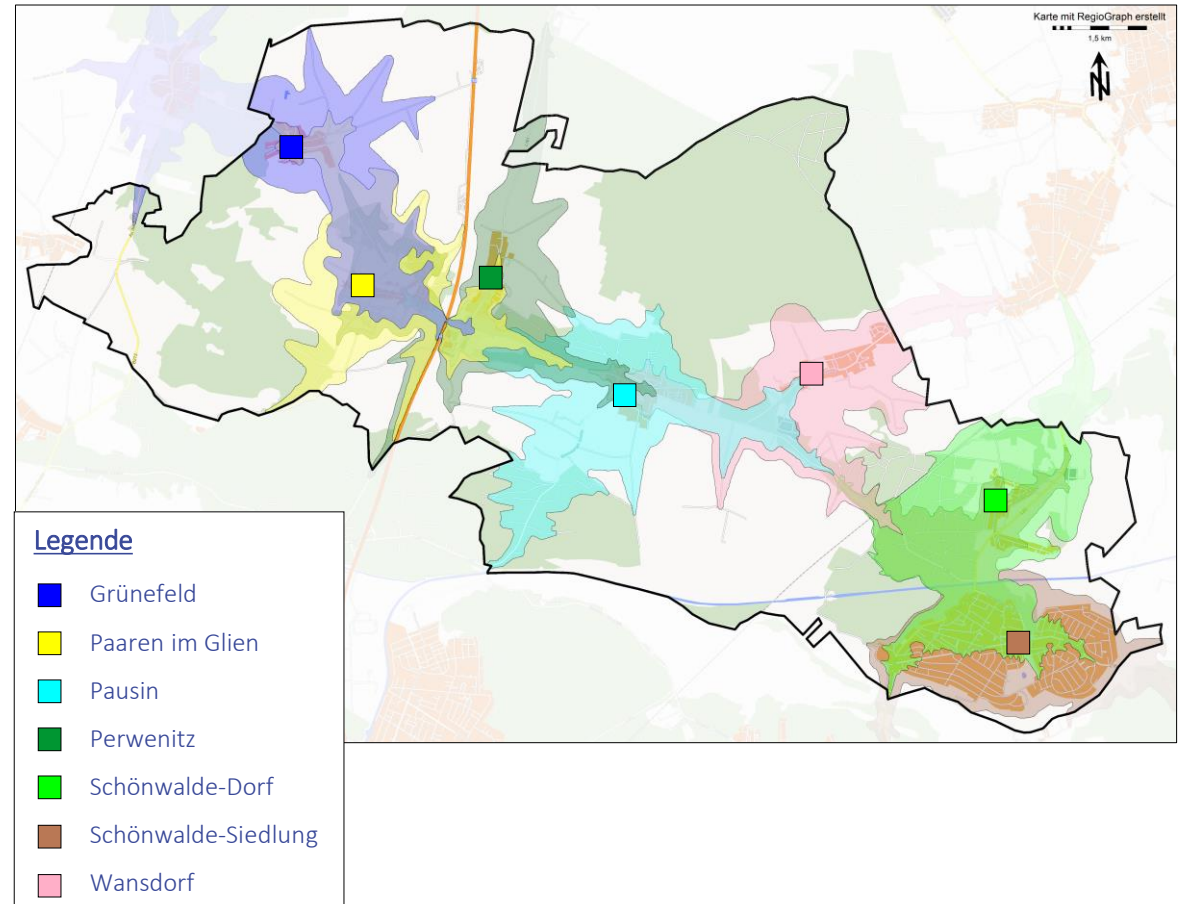 Karte mit RegioGraph erstellt
1,5 km
N
Legende
Grünefeld
Paaren im Glien
Pausin
Perwenitz
Schönwalde-Dorf
Schönwalde-Siedlung
Wansdorf